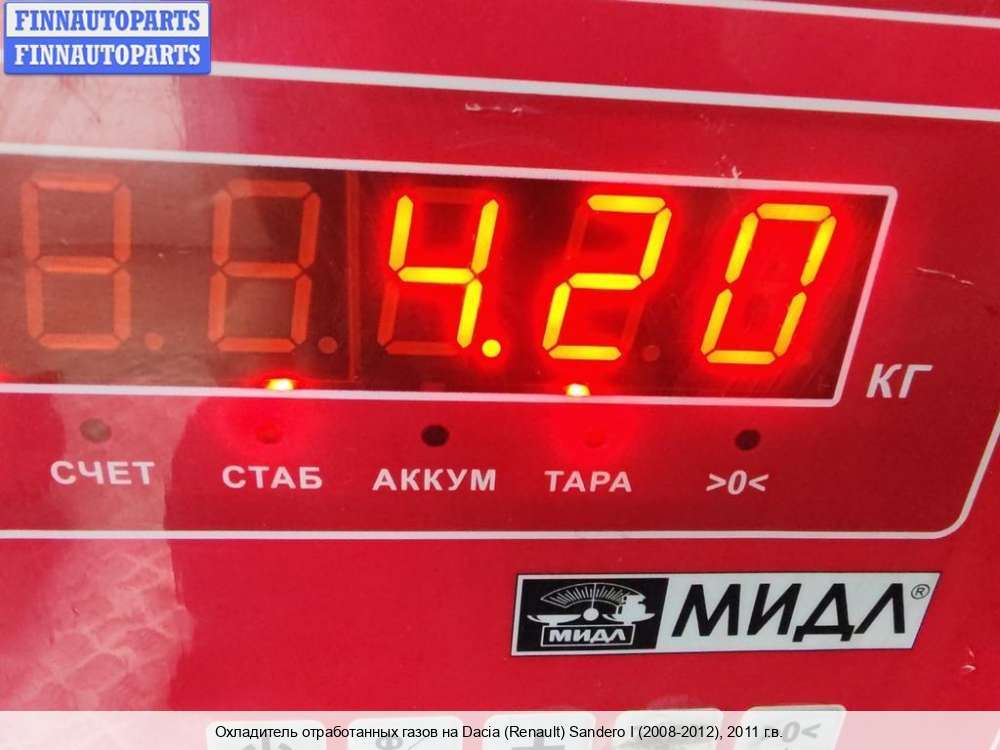 FINNAUTOPARTS
FINNAUTOPARTS
4.20
КГ
СЧЕТ СТАБ АККУМ ТАРА >0<
МИДЛ МИДЛ®
>0<
Охладитель отработанных газов на Dacia (Renault) Sandero I (2008-2012), 2011 г.в.